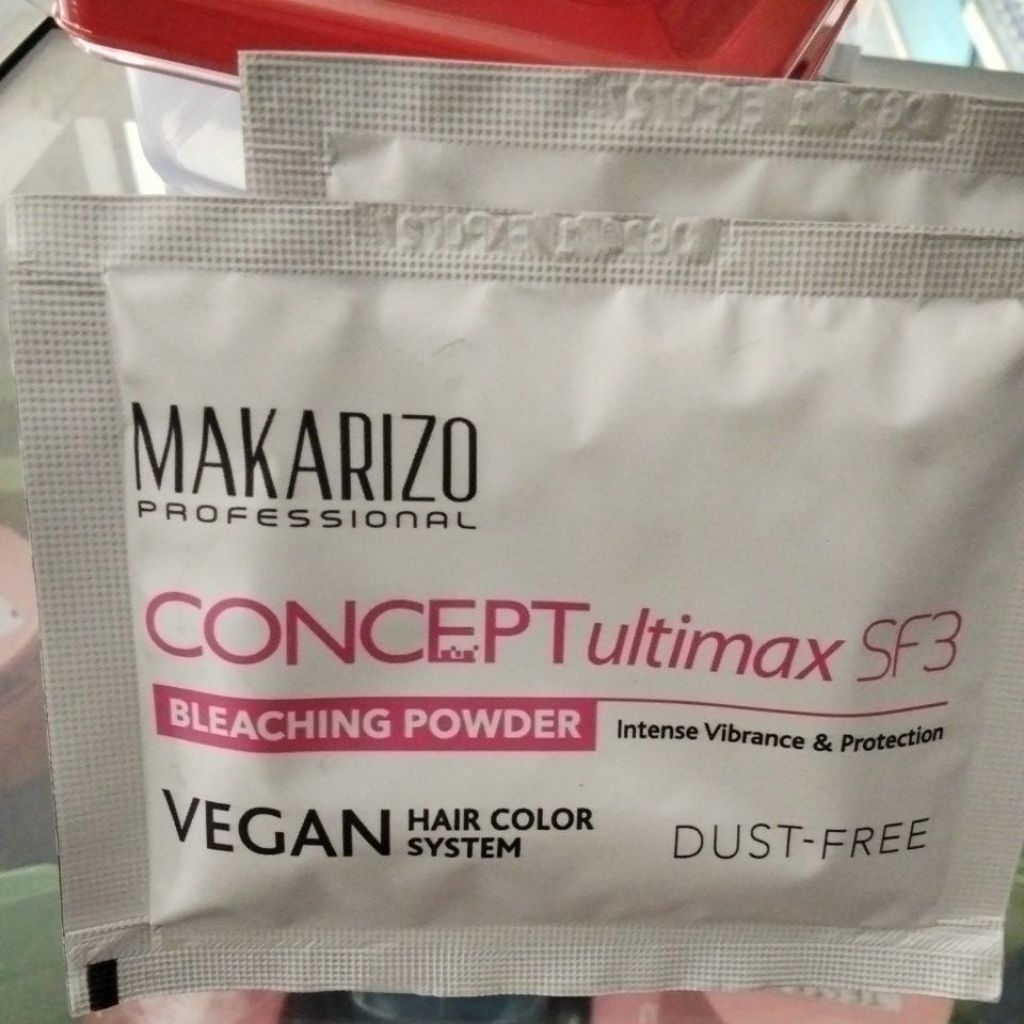 MAKARIZO
PROFESSIONAL
CONCEPTultimax SF3
BLEACHING POWDER Intense Vibrance & Protection
VEGAN HAIR COLOR SYSTEM
DUST-FREE